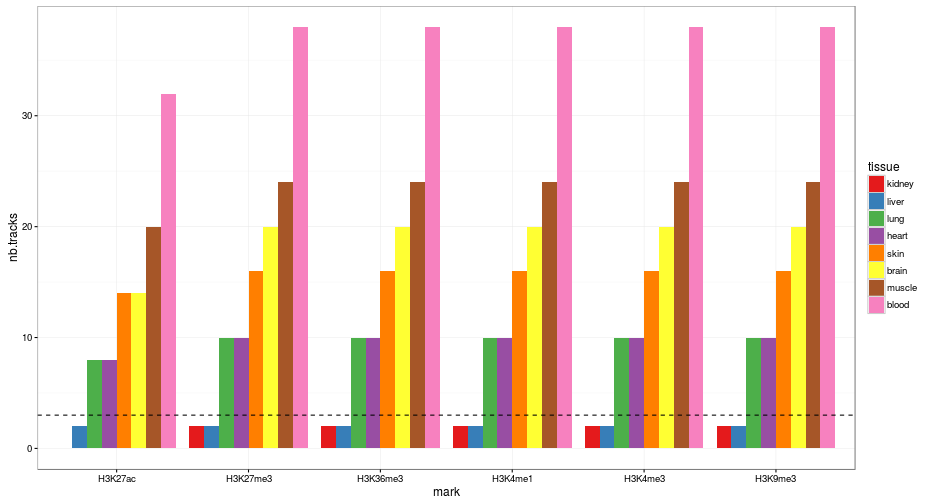 nb.tracks
30
20
10
0
H3K27ac H3K27me3 H3K36me3 H3K4me1 H3K4me3 H3K9me3
mark
tissue
kidney
liver
lung
heart
skin
brain
muscle
blood